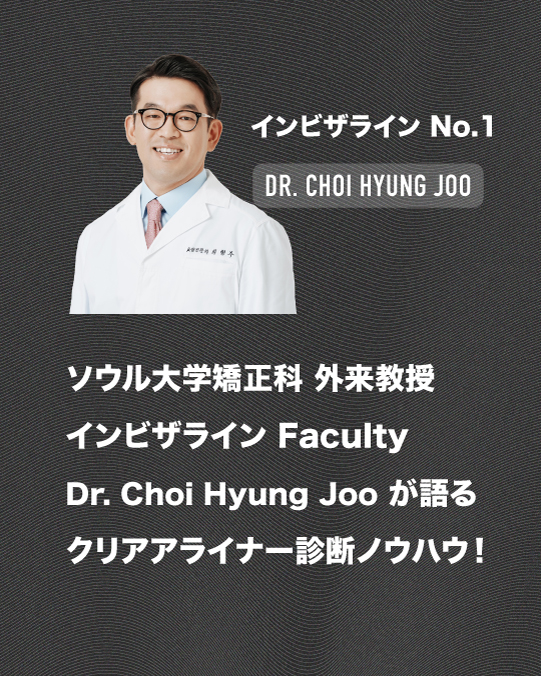 インビザライン No.1
DR. CHOI HYUNG JOO
ソウル大学矯正科 外来教授
インビザライン Faculty
Dr. Choi Hyung Joo が語る
クリアアライナー診断ノウハウ!